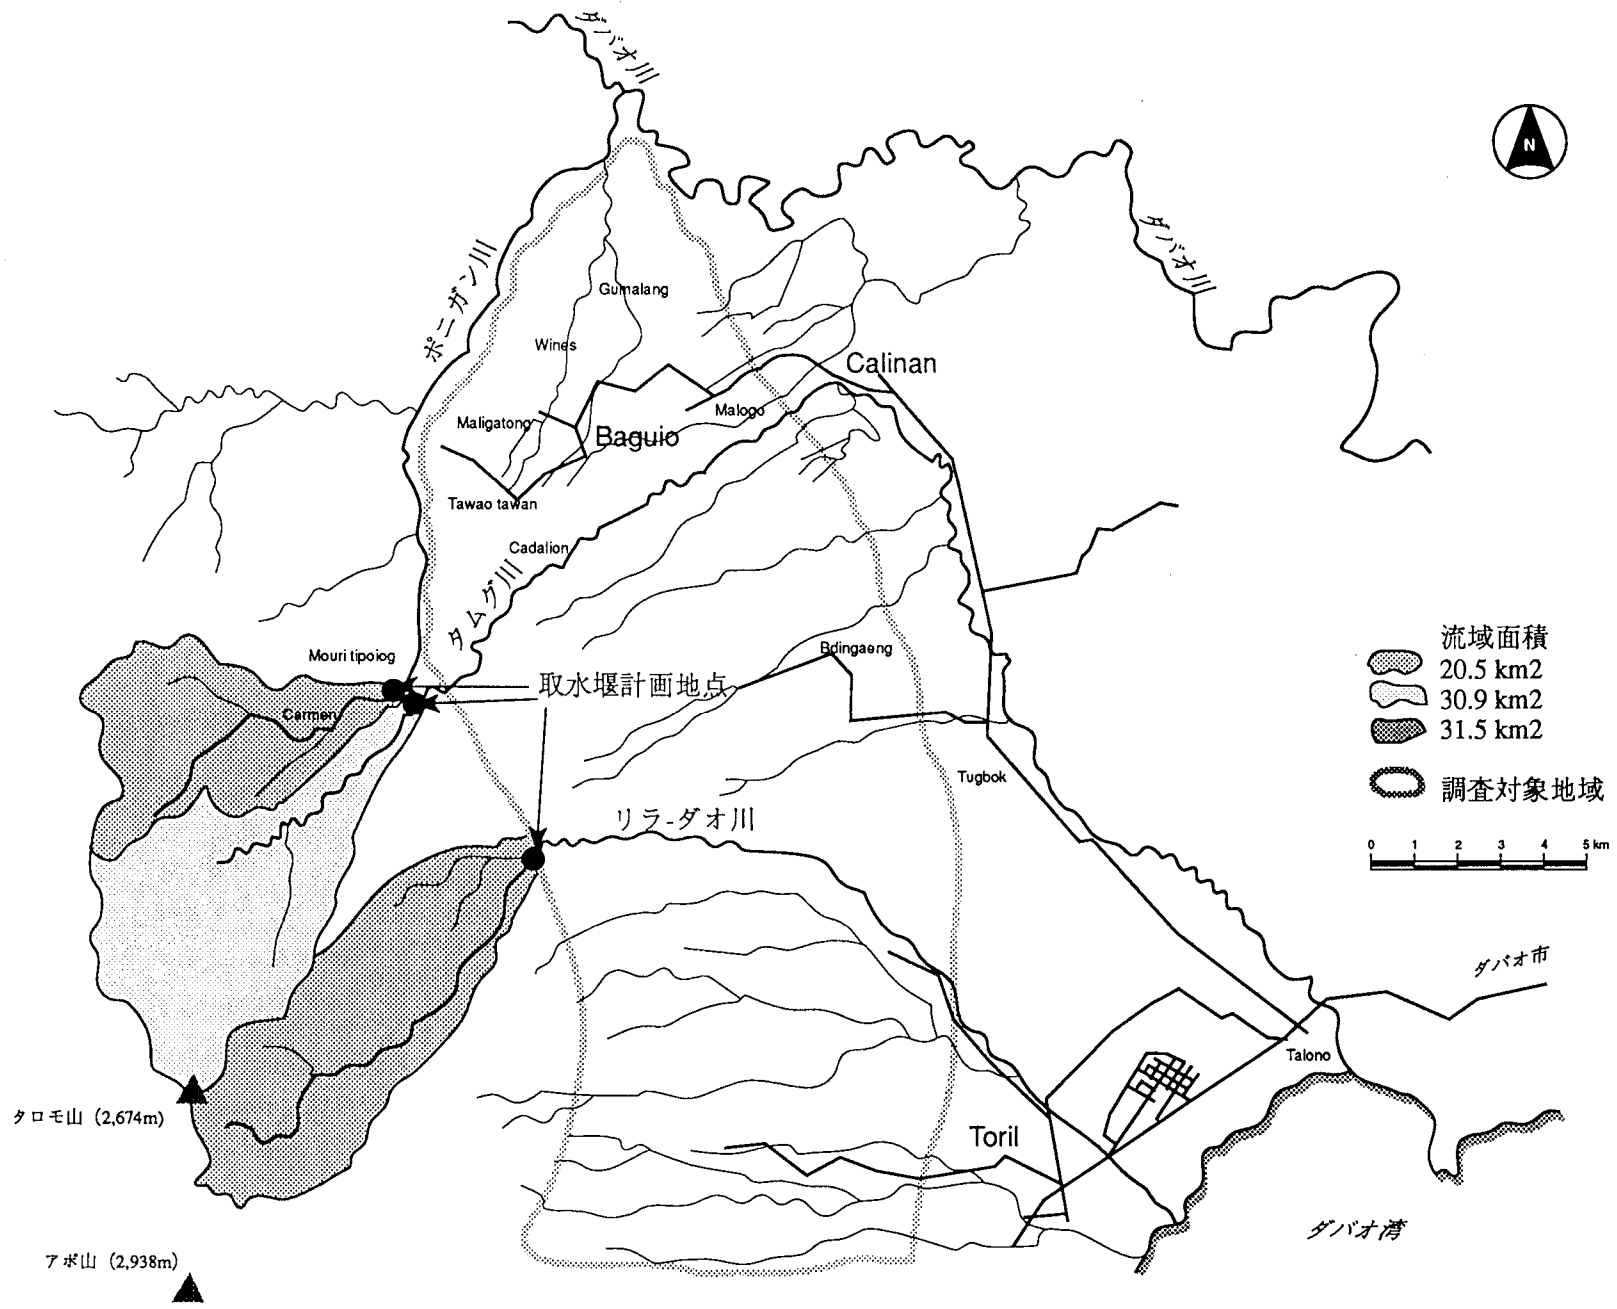 ダバオ川
N
ダバオ川
ポニガン川
Gumalang
Wines
Calinan
Malogo
Maligatong
Baguio
Tawao tawan
Cadalion
タムグ川
Mouri tipoiog
Bdingaeng
取水堰計画地点
Carmen
流域面積
20.5 km2
30.9 km2
31.5 km2
調査対象地域
Tugbok
リラ-ダオ川
0 1 2 3 4 5 km
ダバオ市
Talono
タロモ山 (2,674m)
Toril
ダバオ湾
アポ山 (2,938m)